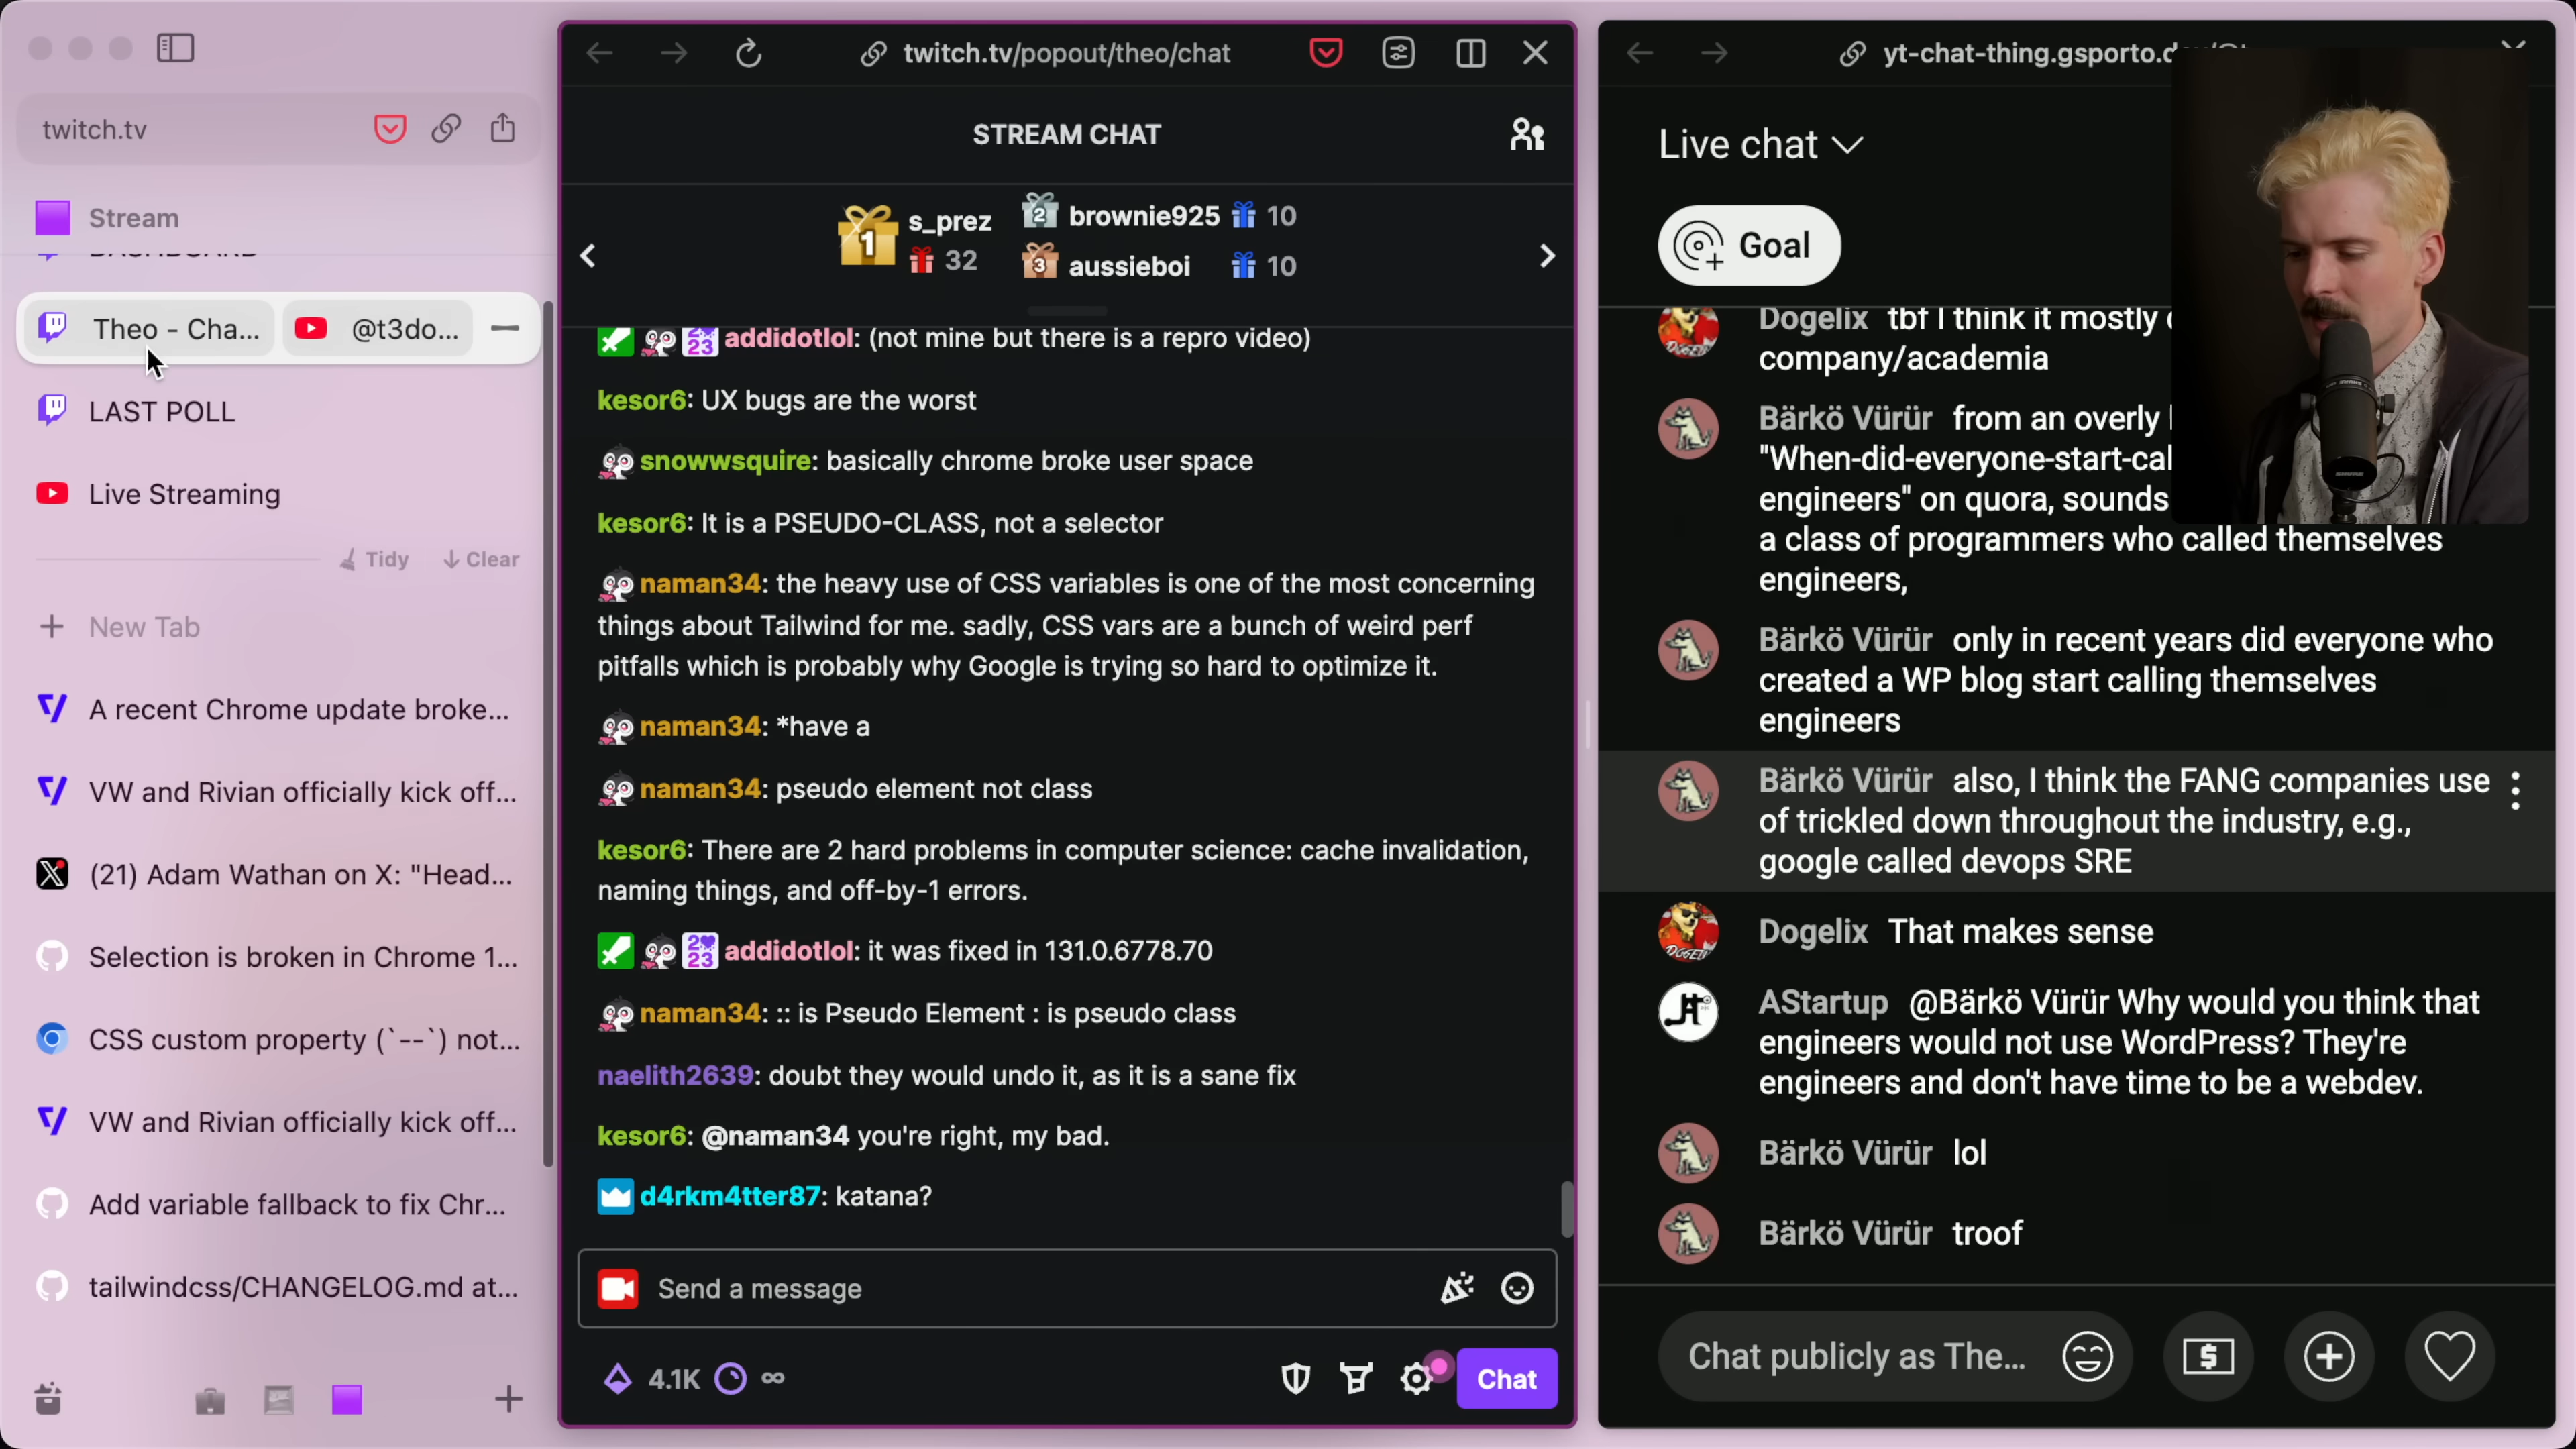 twitch.tv
Stream
DASHBOARD
Theo - Cha...
@t3do...
LAST POLL
Live Streaming
Tidy
Clear
New Tab
A recent Chrome update broke...
VW and Rivian officially kick off...
(21) Adam Wathan on X: "Head...
Selection is broken in Chrome 1...
CSS custom property (`--`) not...
VW and Rivian officially kick off...
Add variable fallback to fix Chr...
tailwindcss/CHANGELOG.md at...
twitch.tv/popout/theo/chat
STREAM CHAT
1 s_prez 32
2 brownie925 10
3 aussieboi 10
addidotlol: (not mine but there is a repro video)
kesor6: UX bugs are the worst
snowwsquire: basically chrome broke user space
kesor6: It is a PSEUDO-CLASS, not a selector
naman34: the heavy use of CSS variables is one of the most concerning
things about Tailwind for me. sadly, CSS vars are a bunch of weird perf
pitfalls which is probably why Google is trying so hard to optimize it.
naman34: *have a
naman34: pseudo element not class
kesor6: There are 2 hard problems in computer science: cache invalidation,
naming things, and off-by-1 errors.
addidotlol: it was fixed in 131.0.6778.70
naman34: :: is Pseudo Element : is pseudo class
naelith2639: doubt they would undo it, as it is a sane fix
kesor6: @naman34 you're right, my bad.
d4rkm4tter87: katana?
Send a message
4.1K ∞
Chat
yt-chat-thing.gsporto.d
Live chat
Goal
Dogelix tbf I think it mostly
company/academia
Bärkö Vürür from an overly
"When-did-everyone-start-cal
engineers" on quora, sounds
a class of programmers who called themselves
engineers,
Bärkö Vürür only in recent years did everyone who
created a WP blog start calling themselves
engineers
Bärkö Vürür also, I think the FANG companies use
of trickled down throughout the industry, e.g.,
google called devops SRE
Dogelix That makes sense
AStartup @Bärkö Vürür Why would you think that
engineers would not use WordPress? They're
engineers and don't have time to be a webdev.
Bärkö Vürür lol
Bärkö Vürür troof
Chat publicly as The...